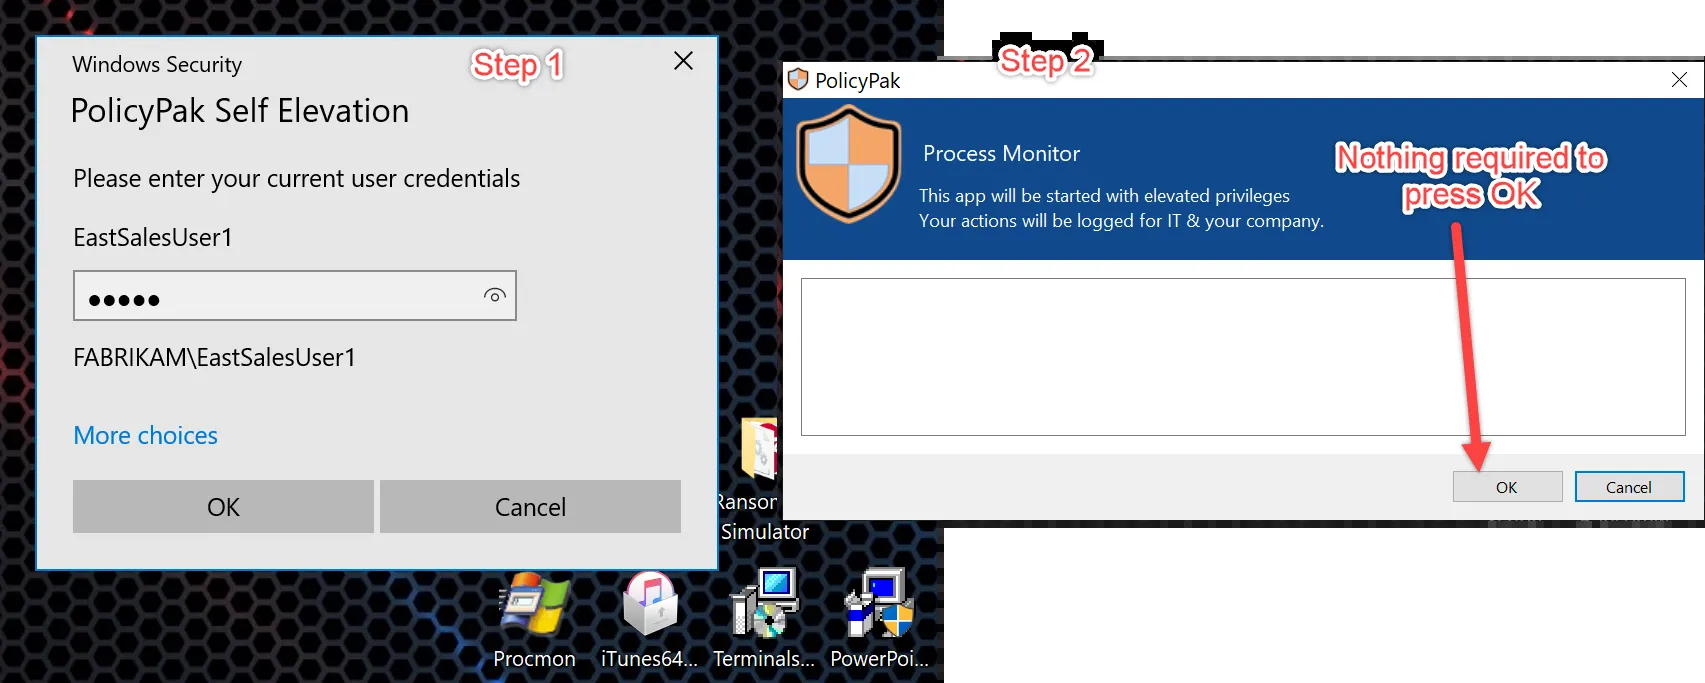 Windows Security
Step 1
PolicyPak Self Elevation
Please enter your current user credentials
EastSalesUser1
FABRIKAM\EastSalesUser1
More choices
OK
Cancel
Step 2
PolicyPak
Process Monitor
This app will be started with elevated privileges
Your actions will be logged for IT & your company.
Nothing required to
press OK
OK
Cancel
Ransom
Simulator
Procmon
iTunes64...
Terminals...
PowerPoi...